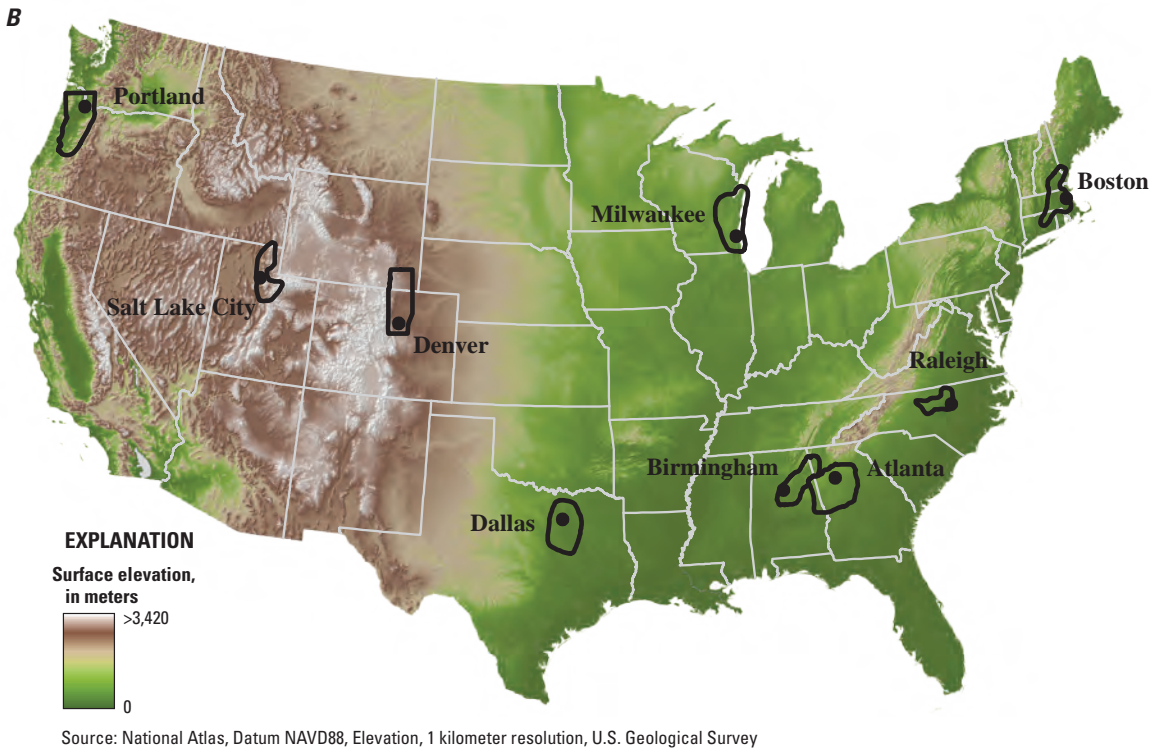 B
Portland
Boston
Milwaukee
Salt Lake City
Denver
Raleigh
Birmingham
Atlanta
Dallas
EXPLANATION
Surface elevation,
in meters
>3,420
0
Source: National Atlas, Datum NAVD88, Elevation, 1 kilometer resolution, U.S. Geological Survey